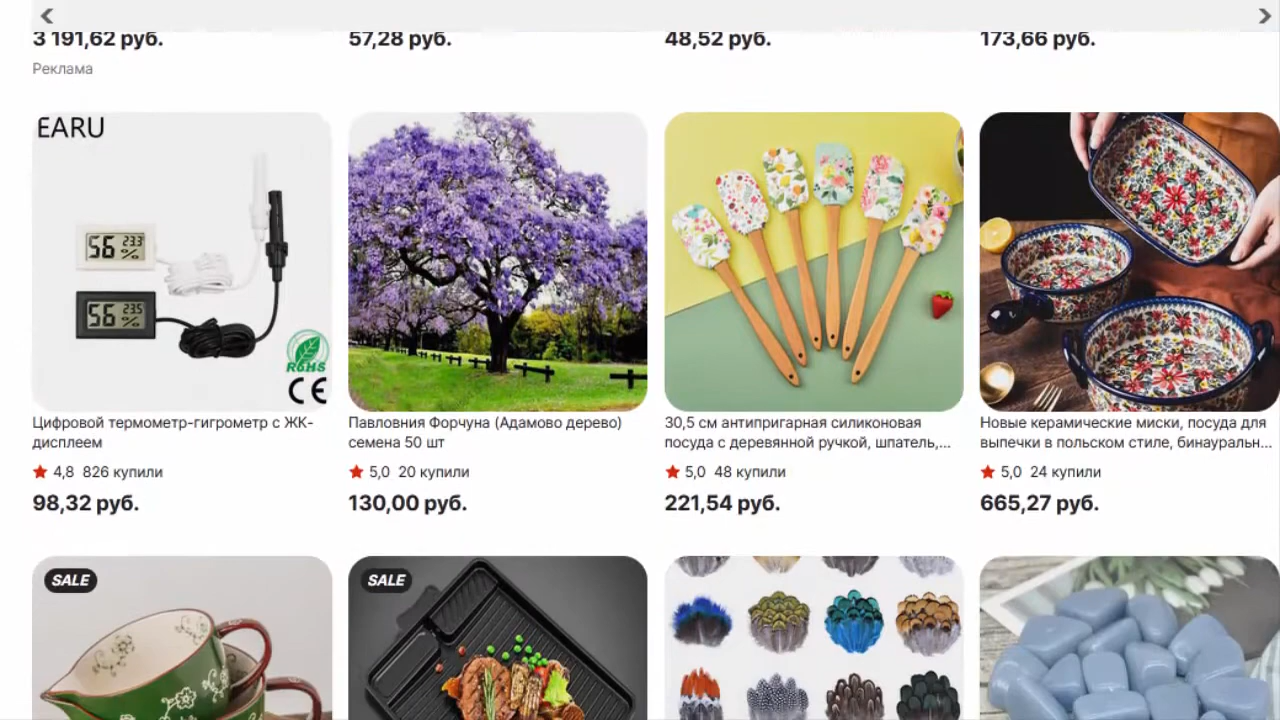 3 191,62 руб.
57,28 руб.
48,52 руб.
173,66 руб.
Реклама
EARU
56 23.3 %
56 23.5 %
RoHS
CE
Цифровой термометр-гигрометр с ЖК-
дисплеем
4,8 826 купили
98,32 руб.
Павловния Форчуна (Адамово дерево)
семена 50 шт
5,0 20 купили
130,00 руб.
30,5 см антипригарная силиконовая
посуда с деревянной ручкой, шпатель,...
5,0 48 купили
221,54 руб.
Новые керамические миски, посуда для
выпечки в польском стиле, бинауральн...
5,0 24 купили
665,27 руб.
SALE
SALE